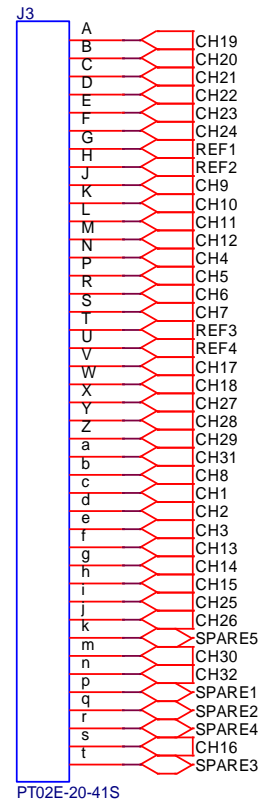 J3
A CH19
B CH20
C CH21
D CH22
E CH23
F CH24
G REF1
H REF2
J CH9
K CH10
L CH11
M CH12
N CH4
P CH5
R CH6
S CH7
T REF3
U REF4
V CH17
W CH18
X CH27
Y CH28
Z CH29
a CH31
b CH8
c CH1
d CH2
e CH3
f CH13
g CH14
h CH15
i CH25
j CH26
k SPARE5
m CH30
n CH32
p SPARE1
q SPARE2
r SPARE4
s CH16
t SPARE3
PT02E-20-41S